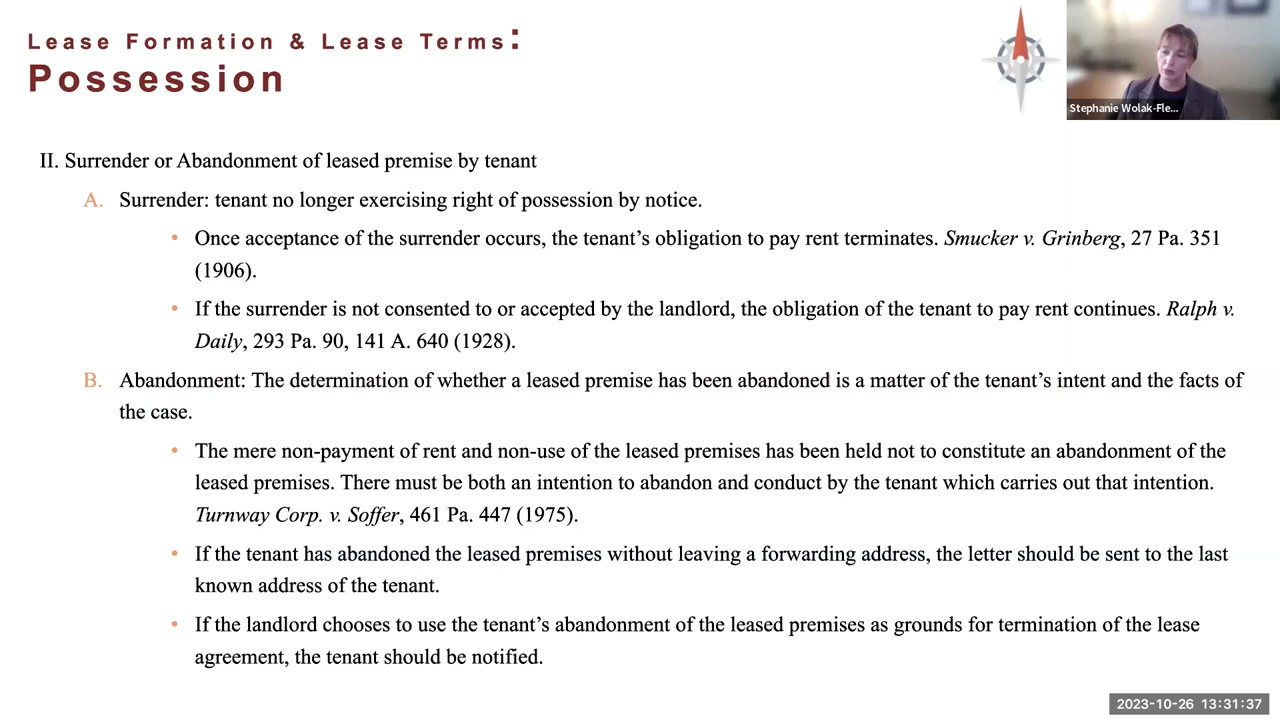 Lease Formation & Lease Terms:
Possession
Stephanie Wolak-Fle...
II. Surrender or Abandonment of leased premise by tenant
A. Surrender: tenant no longer exercising right of possession by notice.
• Once acceptance of the surrender occurs, the tenant’s obligation to pay rent terminates. Smucker v. Grinberg, 27 Pa. 351
(1906).
• If the surrender is not consented to or accepted by the landlord, the obligation of the tenant to pay rent continues. Ralph v.
Daily, 293 Pa. 90, 141 A. 640 (1928).
B. Abandonment: The determination of whether a leased premise has been abandoned is a matter of the tenant’s intent and the facts of
the case.
• The mere non-payment of rent and non-use of the leased premises has been held not to constitute an abandonment of the
leased premises. There must be both an intention to abandon and conduct by the tenant which carries out that intention.
Turnway Corp. v. Soffer, 461 Pa. 447 (1975).
• If the tenant has abandoned the leased premises without leaving a forwarding address, the letter should be sent to the last
known address of the tenant.
• If the landlord chooses to use the tenant’s abandonment of the leased premises as grounds for termination of the lease
agreement, the tenant should be notified.
2023-10-26 13:31:37